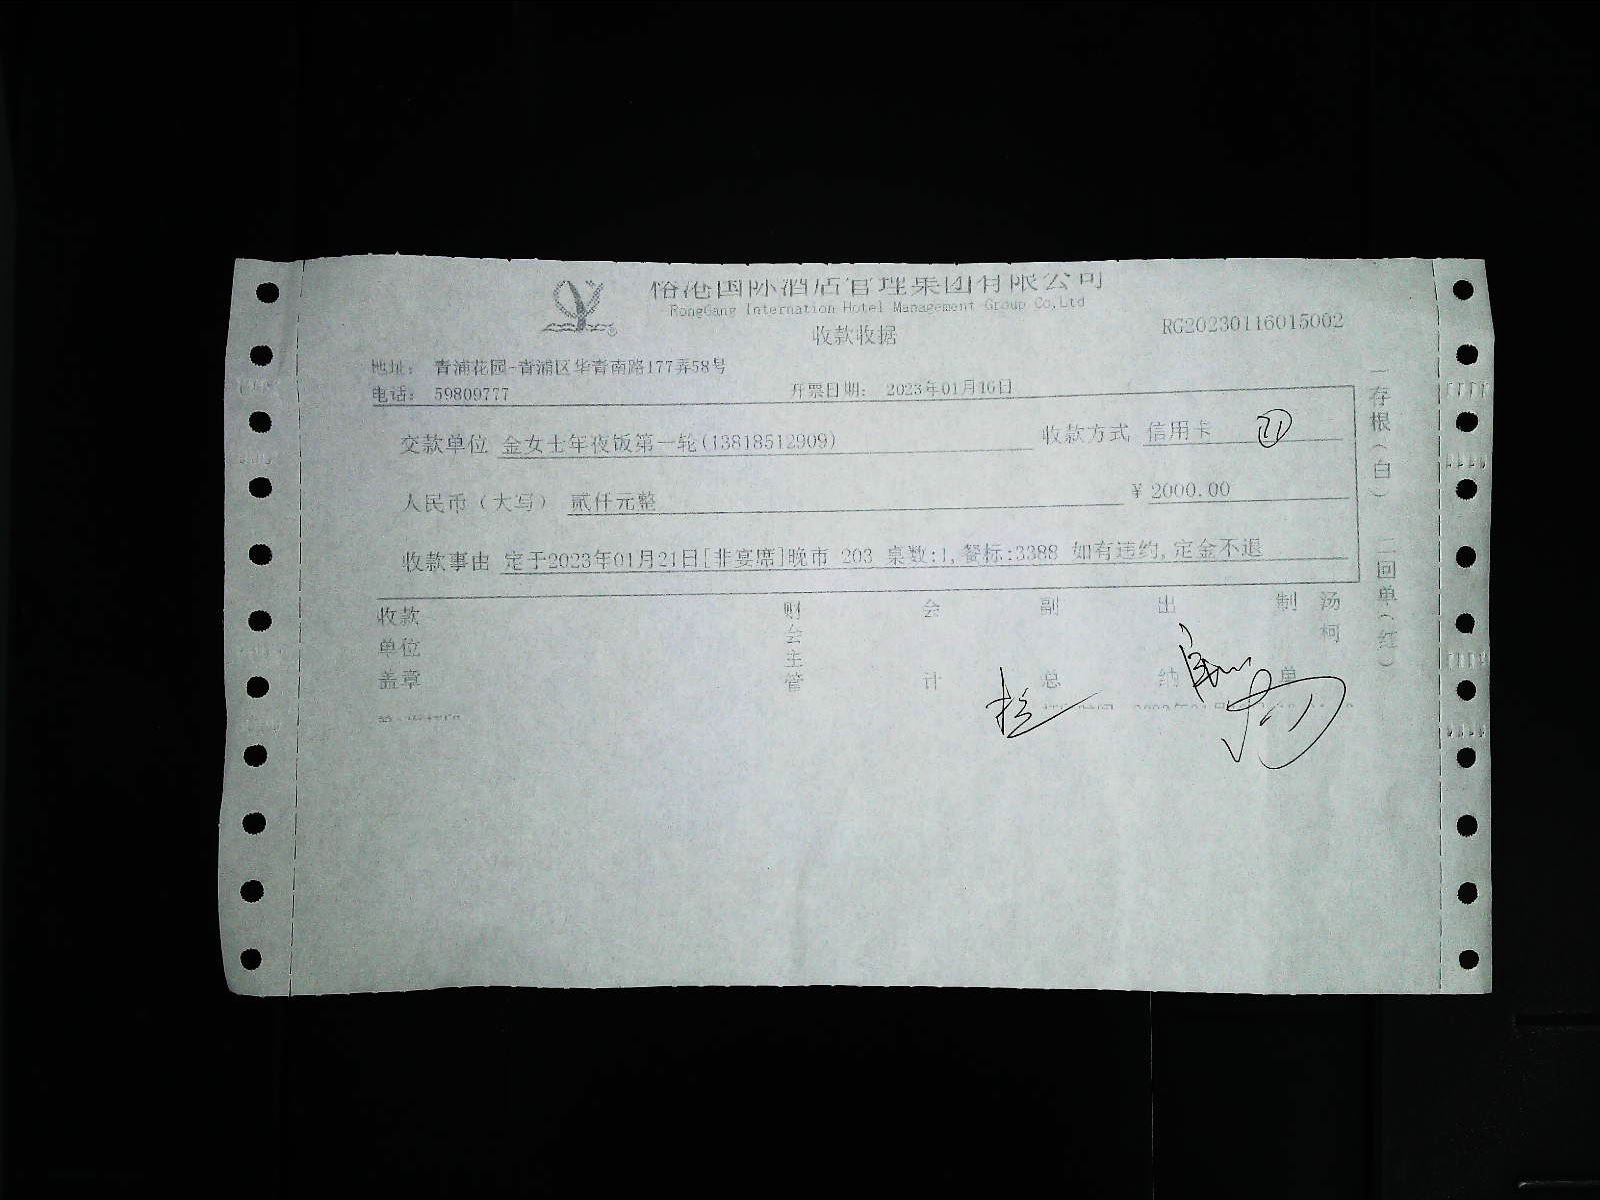 国际酒店管理集团有限公司
RongGang Internation Hotel Management Group Co,Ltd
收款收据
RG20230116015002
地址： 青浦花园-青浦区华青南路177弄58号
电话： 59809777 开票日期： 2023年01月16日
交款单位 金女士年夜饭第一轮(13818512909) 收款方式 信用卡 21
人民币（大写） 贰仟元整 ¥ 2000.00
收款事由 定于2023年01月21日[非宴席]晚市 203 桌数:1,餐标:3388 如有违约,定金不退
收款单位盖章 财会主管 会计 副总 出纳 制单 汤柯
一存根（白） 二回单（红）